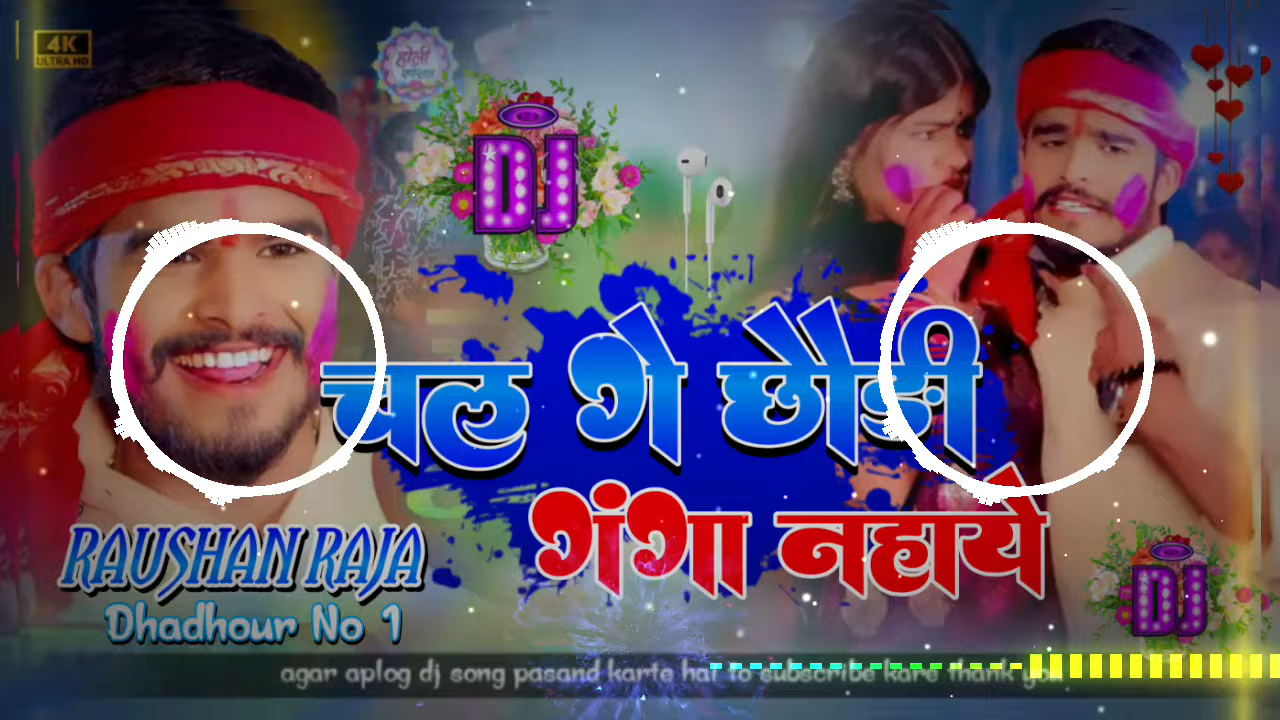 4K
ULTRA HD
होली
DJ
चल गे छौड़ी
गंगा नहाये
RAUSHAN RAJA
Dhadhour No 1
DJ
agar aplog dj song pasand karte hai to subscribe kare thank you